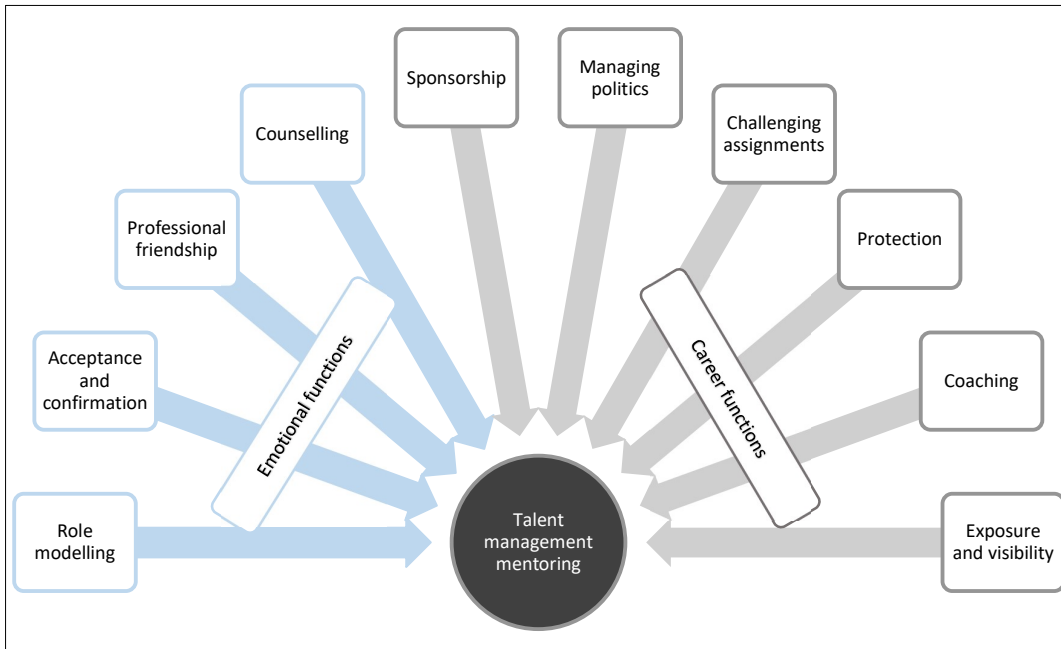 Sponsorship
Managing
politics
Counselling
Challenging
assignments
Professional
friendship
Protection
Acceptance
and
confirmation
Coaching
Emotional functions
Career functions
Role
modelling
Talent
management
mentoring
Exposure
and visibility